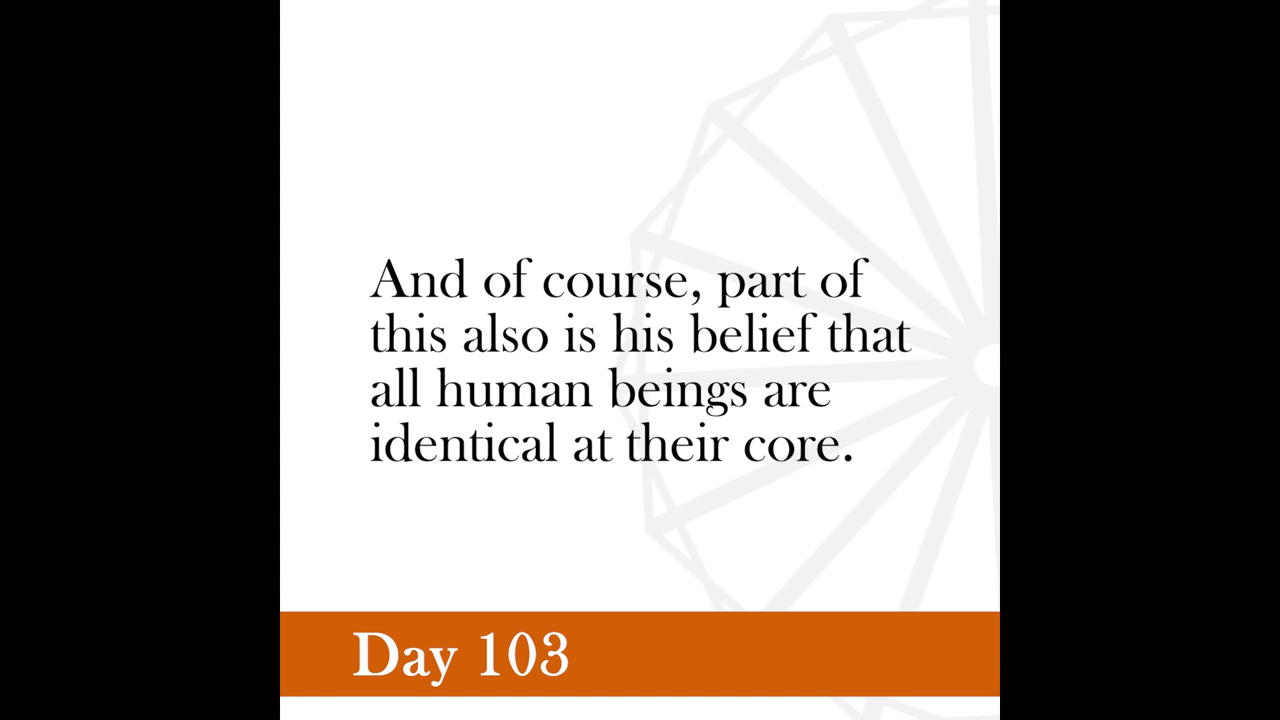 And of course, part of
this also is his belief that
all human beings are
identical at their core.
Day 103